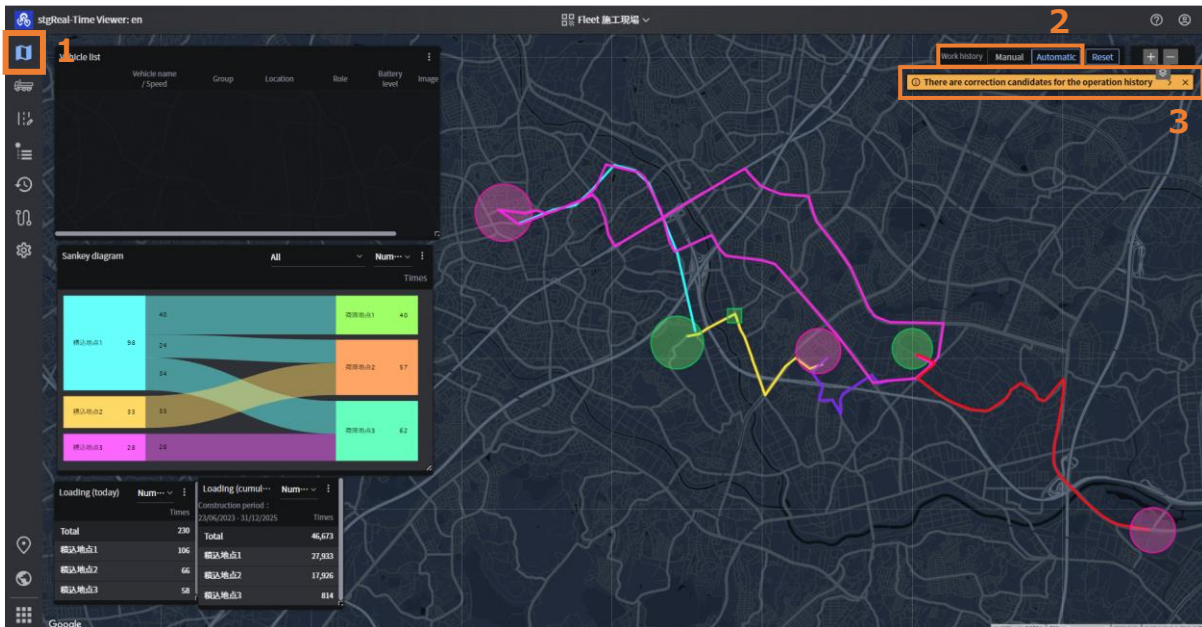 stgReal-Time Viewer: en
Fleet 施工現場
1
2
3
Vehicle list
Vehicle name / Speed
Group
Location
Role
Battery level
Image
Work history
Manual
Automatic
Reset
There are correction candidates for the operation history
Sankey diagram
All
Num…
Times
積込地点1 98
40
24
34
積込地点2 33
33
積込地点3 28
28
荷降地点1 40
荷降地点2 57
荷降地点3 62
Loading (today)
Num…
Times
Total 230
積込地点1 106
積込地点2 66
積込地点3 58
Loading (cumul…
Num…
Construction period :
23/06/2023 - 31/12/2025
Times
Total 46,673
積込地点1 27,933
積込地点2 17,926
積込地点3 814
Google